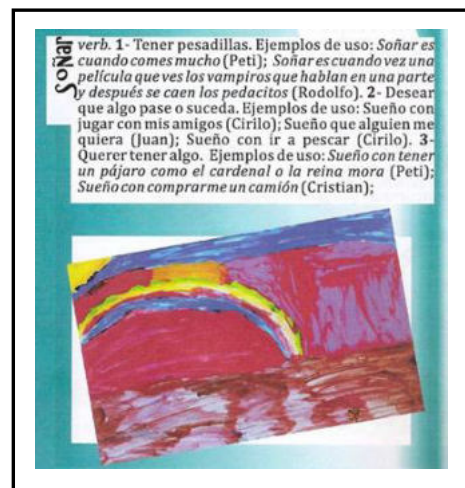 Soñar
verb. 1- Tener pesadillas. Ejemplos de uso: Soñar es
cuando comes mucho (Peti); Soñar es cuando vez una
película que ves los vampiros que hablan en una parte
y después se caen los pedacitos (Rodolfo). 2- Desear
que algo pase o suceda. Ejemplos de uso: Sueño con
jugar con mis amigos (Cirilo); Sueño que alguien me
quiera (Juan); Sueño con ir a pescar (Cirilo). 3-
Querer tener algo. Ejemplos de uso: Sueño con tener
un pájaro como el cardenal o la reina mora (Peti);
Sueño con comprarme un camión (Cristian);